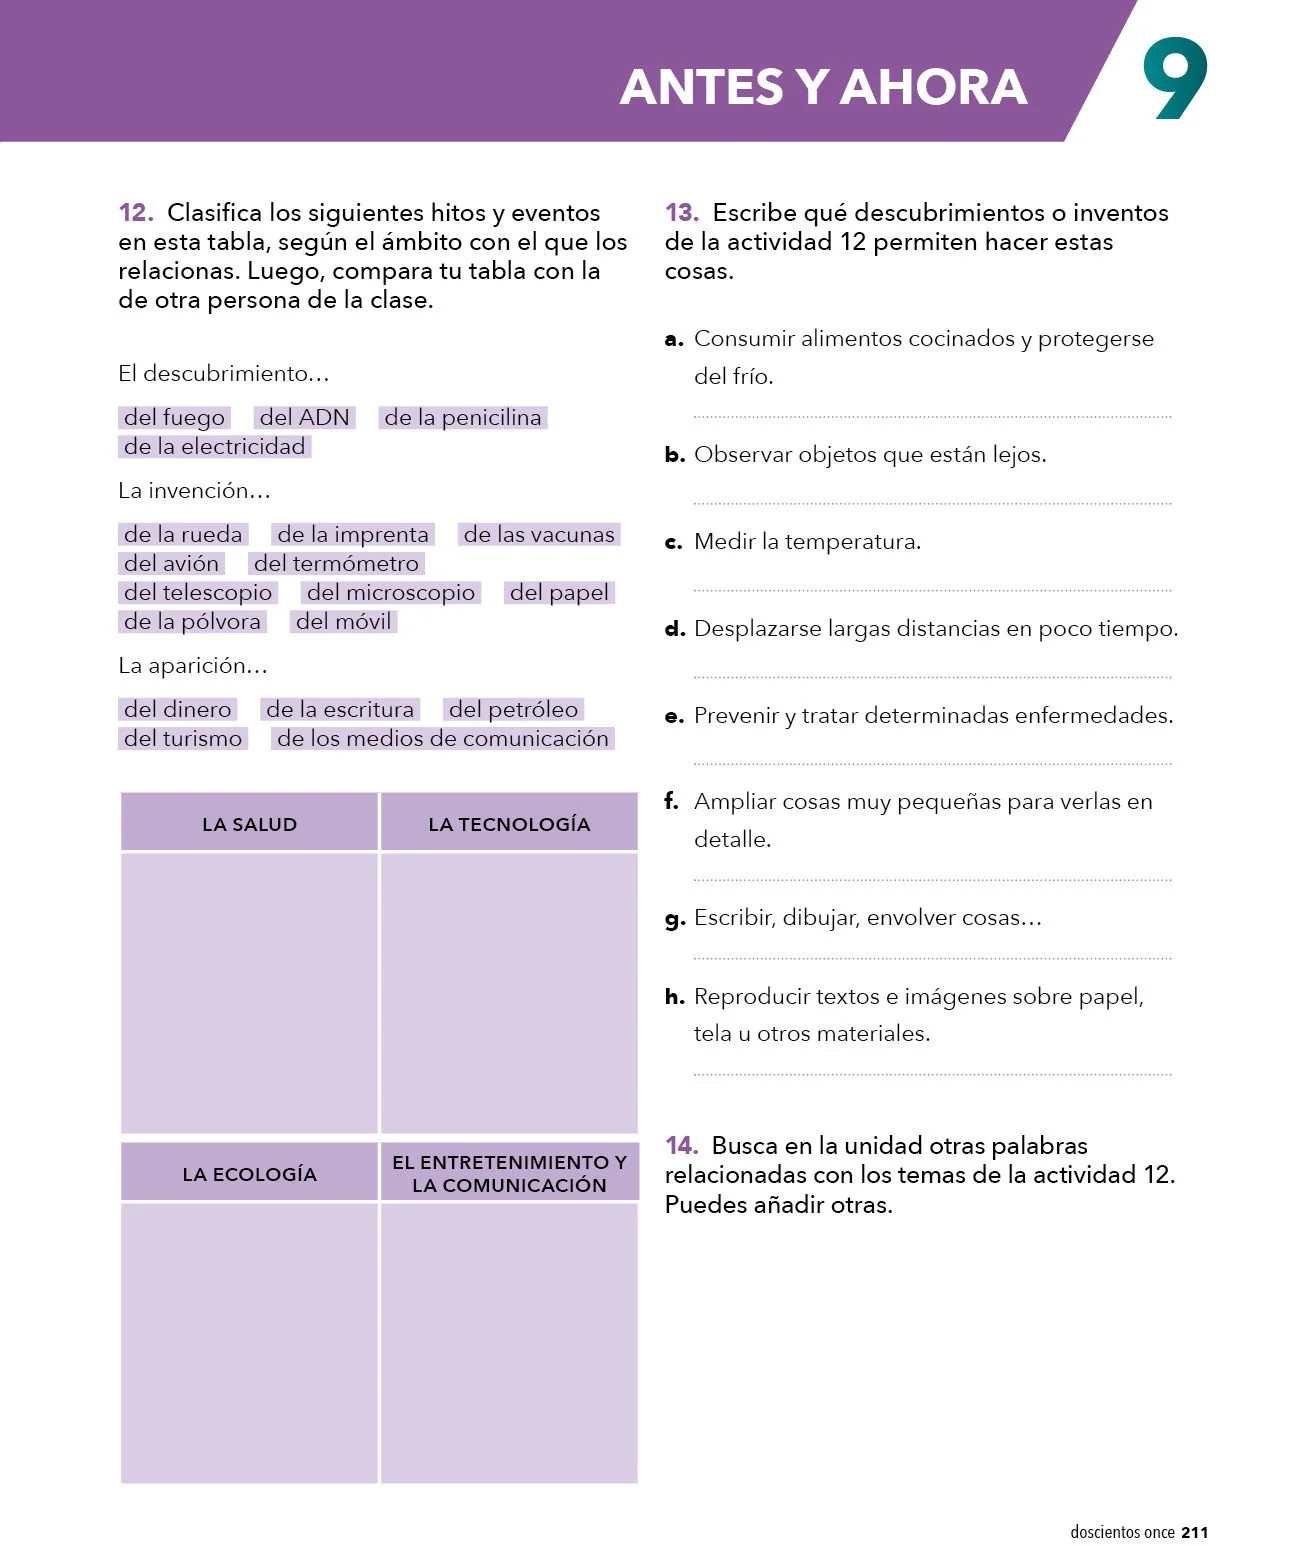 ANTES Y AHORA
9
12. Clasifica los siguientes hitos y eventos
en esta tabla, según el ámbito con el que los
relacionas. Luego, compara tu tabla con la
de otra persona de la clase.
El descubrimiento…
del fuego del ADN de la penicilina
de la electricidad
La invención…
de la rueda de la imprenta de las vacunas
del avión del termómetro
del telescopio del microscopio del papel
de la pólvora del móvil
La aparición…
del dinero de la escritura del petróleo
del turismo de los medios de comunicación
LA SALUD
LA TECNOLOGÍA
LA ECOLOGÍA
EL ENTRETENIMIENTO Y
LA COMUNICACIÓN
13. Escribe qué descubrimientos o inventos
de la actividad 12 permiten hacer estas
cosas.
a. Consumir alimentos cocinados y protegerse
del frío.
b. Observar objetos que están lejos.
c. Medir la temperatura.
d. Desplazarse largas distancias en poco tiempo.
e. Prevenir y tratar determinadas enfermedades.
f. Ampliar cosas muy pequeñas para verlas en
detalle.
g. Escribir, dibujar, envolver cosas…
h. Reproducir textos e imágenes sobre papel,
tela u otros materiales.
14. Busca en la unidad otras palabras
relacionadas con los temas de la actividad 12.
Puedes añadir otras.
doscientos once 211